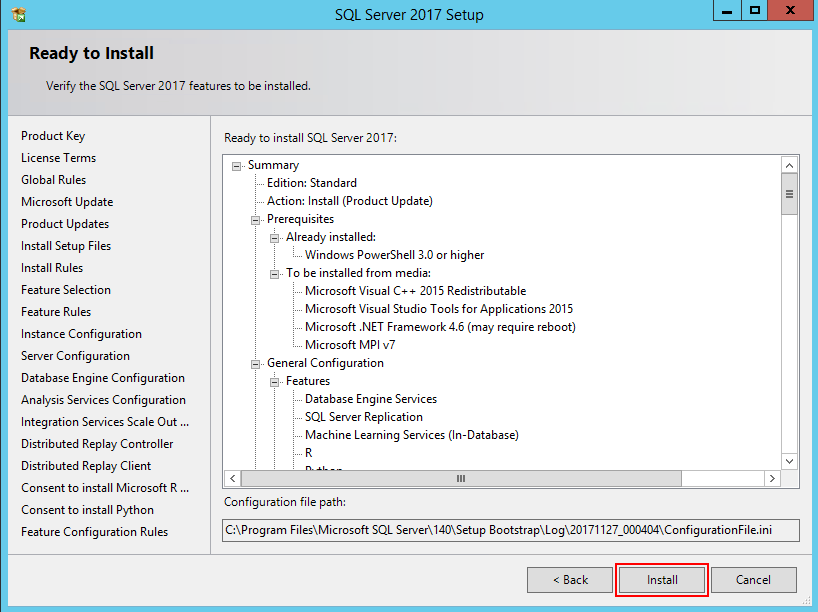 SQL Server 2017 Setup
Ready to Install
Verify the SQL Server 2017 features to be installed.
Product Key
License Terms
Global Rules
Microsoft Update
Product Updates
Install Setup Files
Install Rules
Feature Selection
Feature Rules
Instance Configuration
Server Configuration
Database Engine Configuration
Analysis Services Configuration
Integration Services Scale Out ...
Distributed Replay Controller
Distributed Replay Client
Consent to install Microsoft R ...
Consent to install Python
Feature Configuration Rules
Ready to install SQL Server 2017:
Summary
Edition: Standard
Action: Install (Product Update)
Prerequisites
Already installed:
Windows PowerShell 3.0 or higher
To be installed from media:
Microsoft Visual C++ 2015 Redistributable
Microsoft Visual Studio Tools for Applications 2015
Microsoft .NET Framework 4.6 (may require reboot)
Microsoft MPI v7
General Configuration
Features
Database Engine Services
SQL Server Replication
Machine Learning Services (In-Database)
R
Python
Configuration file path:
C:\Program Files\Microsoft SQL Server\140\Setup Bootstrap\Log\20171127_000404\ConfigurationFile.ini
< Back
Install
Cancel